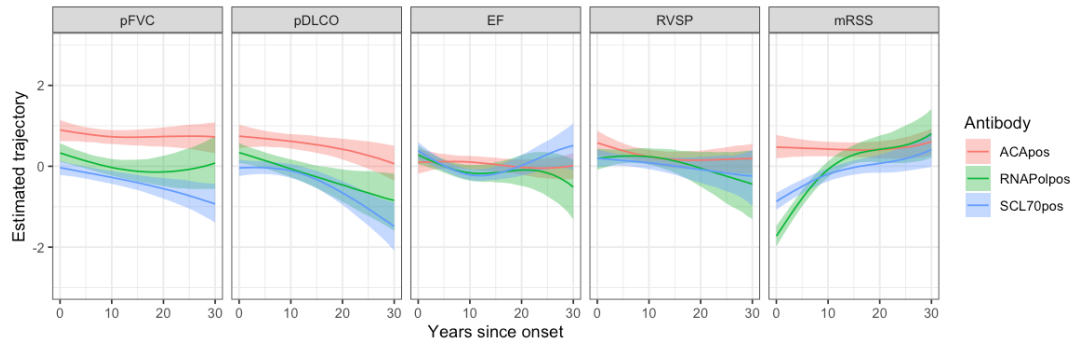 pFVC pDLCO EF RVSP mRSS
Estimated trajectory
2
0
-2
0 10 20 30 0 10 20 30 0 10 20 30 0 10 20 30 0 10 20 30
Years since onset
Antibody
ACApos
RNAPolpos
SCL70pos